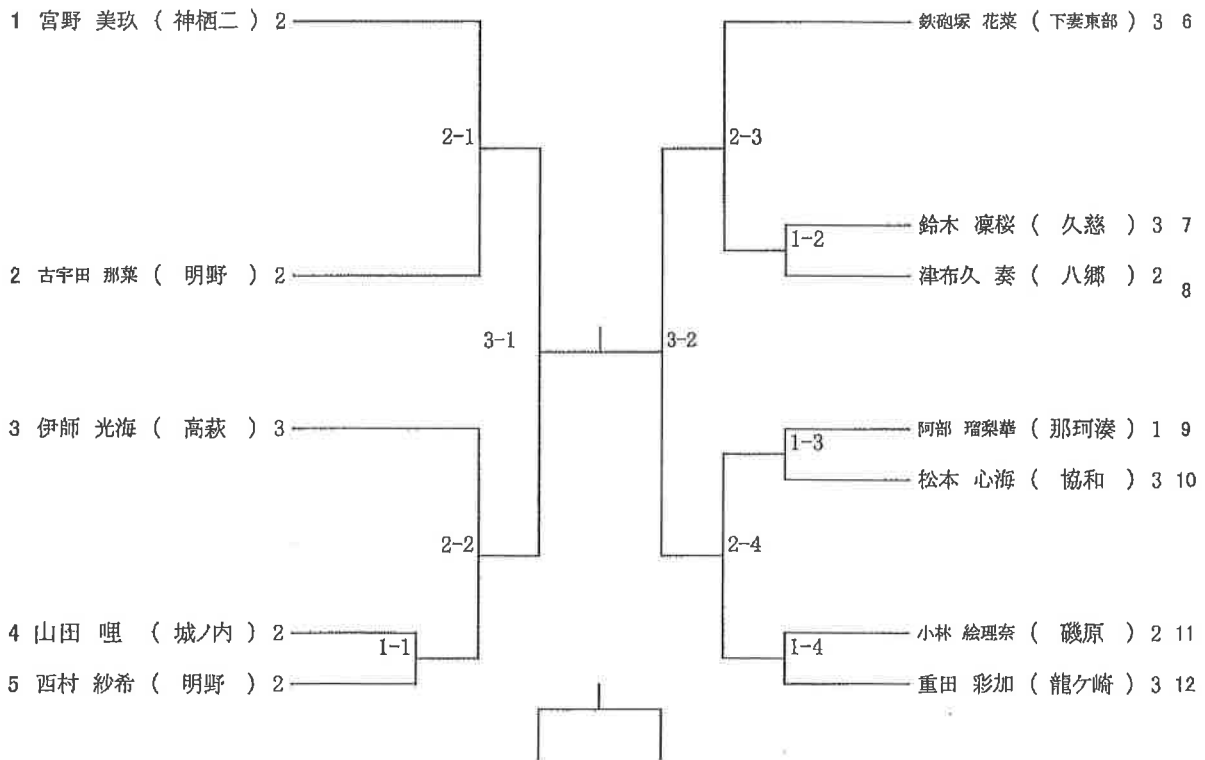 1 宮野 美玖 ( 神栖二 ) 2
鉄砲塚 花菜 ( 下妻東部 ) 3 6
2-1
2-3
鈴木 凜桜 ( 久慈 ) 3 7
1-2
2 古宇田 那菜 ( 明野 ) 2
津布久 奏 ( 八郷 ) 2 8
3-1
3-2
3 伊師 光海 ( 高萩 ) 3
阿部 瑠梨華 ( 那珂湊 ) 1 9
1-3
松本 心海 ( 協和 ) 3 10
2-2
2-4
4 山田 哩 ( 城ノ内 ) 2
小林 絵理奈 ( 磯原 ) 2 11
1-1
1-4
5 西村 紗希 ( 明野 ) 2
重田 彩加 ( 龍ケ崎 ) 3 12